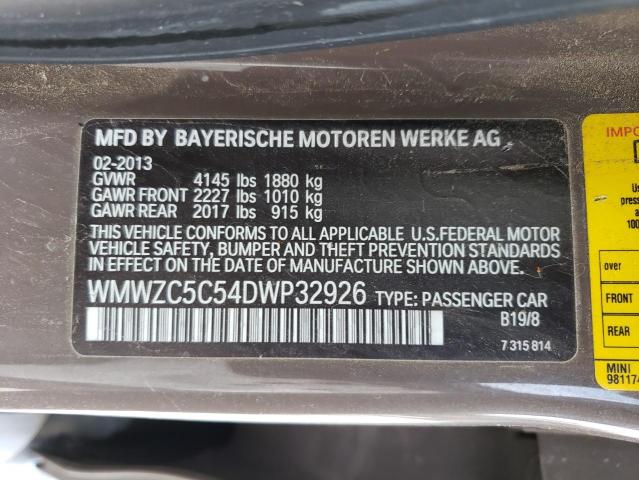 MFD BY BAYERISCHE MOTOREN WERKE AG
02-2013
GVWR 4145 lbs 1880 kg
GAWR FRONT 2227 lbs 1010 kg
GAWR REAR 2017 lbs 915 kg
THIS VEHICLE CONFORMS TO ALL APPLICABLE U.S.FEDERAL MOTOR
VEHICLE SAFETY, BUMPER AND THEFT PREVENTION STANDARDS
IN EFFECT ON THE DATE OF MANUFACTURE SHOWN ABOVE.
WMWZC5C54DWP32926 TYPE: PASSENGER CAR
B19/8
7 315 814
over
FRONT
REAR
MINI